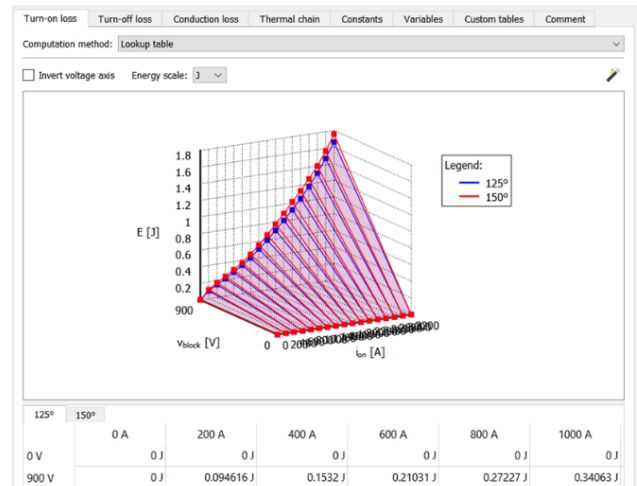 Turn-on loss Turn-off loss Conduction loss Thermal chain Constants Variables Custom tables Comment
Computation method: Lookup table
Invert voltage axis Energy scale: J
Legend:
125°
150°
1.8
1.6
1.4
1.2
1
0.8
0.6
0.4
0.2
E [J]
900
v_block [V]
0 0
i_on [A]
125° 150°
0 A 200 A 400 A 600 A 800 A 1000 A
0 V 0 J 0 J 0 J 0 J 0 J 0 J
900 V 0 J 0.094616 J 0.1532 J 0.21031 J 0.27227 J 0.34063 J